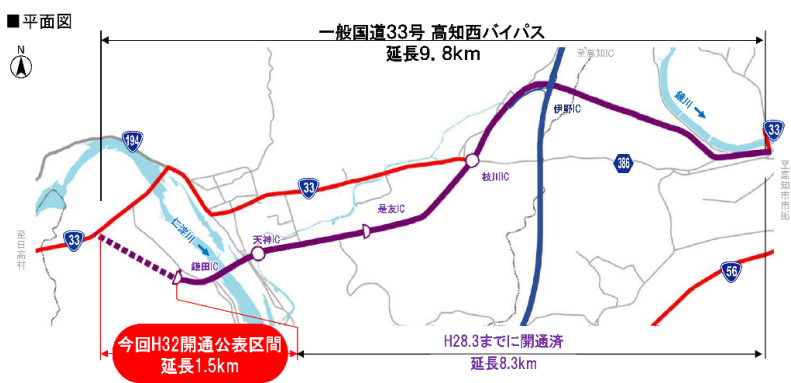 ■平面図
一般国道33号 高知西バイパス
延長9.8km
N
至高知IC
鏡川
伊野IC
194
33
386
33
枝川IC
至高知市市街
是友IC
仁淀川
天神IC
至日高村
33
鎌田IC
56
今回H32開通公表区間
延長1.5km
H28.3までに開通済
延長8.3km